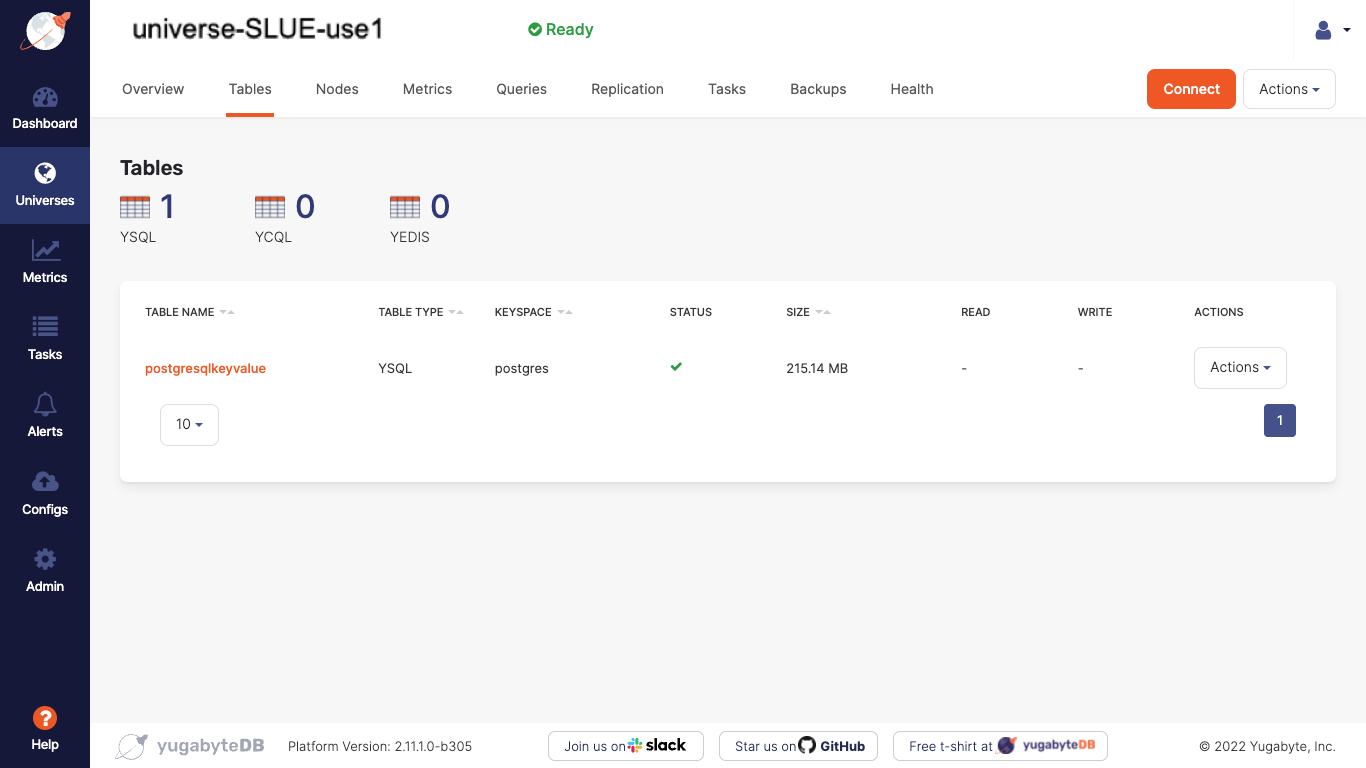 universe-SLUE-use1
Ready
Overview Tables Nodes Metrics Queries Replication Tasks Backups Health Connect Actions
Dashboard
Universes
Metrics
Tasks
Alerts
Configs
Admin
? Help
Tables
1 0 0
YSQL YCQL YEDIS
TABLE NAME TABLE TYPE KEYSPACE STATUS SIZE READ WRITE ACTIONS
postgresqlkeyvalue YSQL postgres 215.14 MB - - Actions
10 1
yugabyteDB Platform Version: 2.11.1.0-b305 Join us on slack Star us on GitHub Free t-shirt at yugabyteDB © 2022 Yugabyte, Inc.